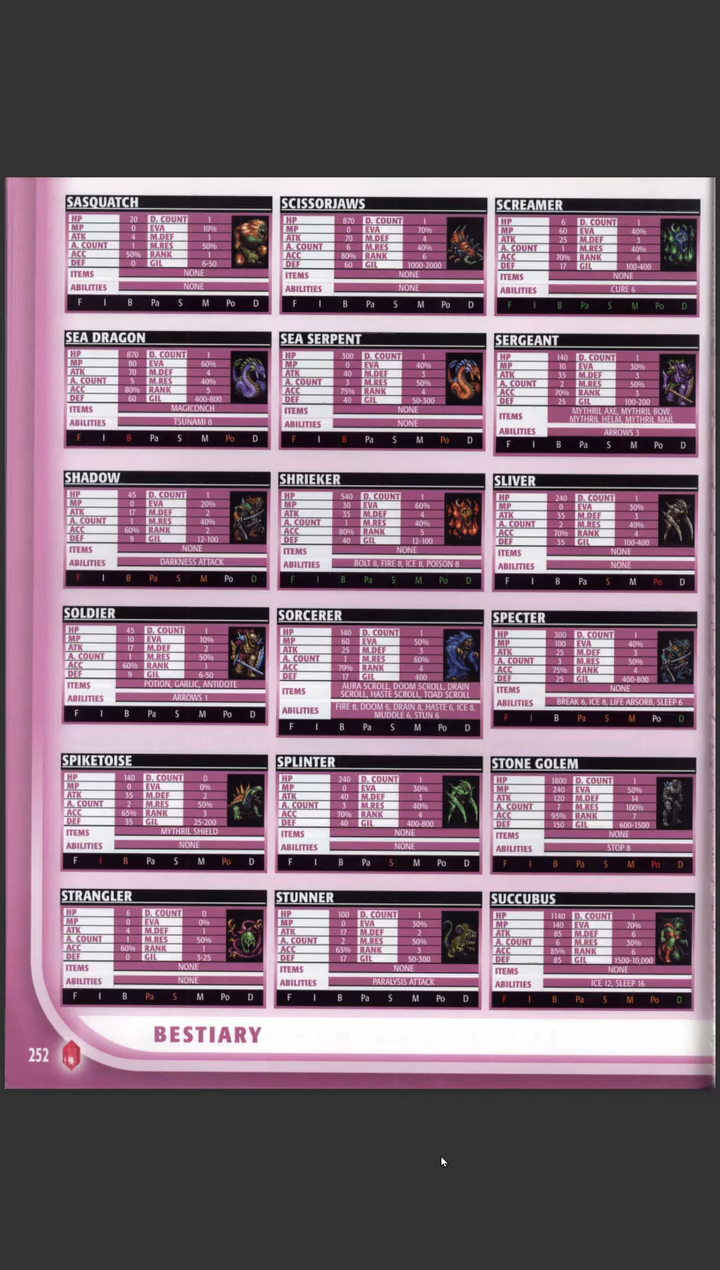 SASQUATCH
HP 20 D. COUNT 1
MP 0 EVA 10%
ATK 4 M.DEF 1
A. COUNT 1 M.RES 50%
ACC 50% RANK 1
DEF 0 GIL 6-50
ITEMS NONE
ABILITIES NONE
F I B Pa S M Po D
SCISSORJAWS
HP 870 D. COUNT 1
MP 0 EVA 70%
ATK 70 M.DEF 4
A. COUNT 6 M.RES 40%
ACC 80% RANK 6
DEF 60 GIL 1000-2000
ITEMS NONE
ABILITIES NONE
F I B Pa S M Po D
SCREAMER
HP 6 D. COUNT 1
MP 60 EVA 40%
ATK 25 M.DEF 3
A. COUNT 1 M.RES 40%
ACC 70% RANK 4
DEF 17 GIL 100-400
ITEMS NONE
ABILITIES CURE 6
F I B Pa S M Po D
SEA DRAGON
HP 870 D. COUNT 1
MP 80 EVA 60%
ATK 70 M.DEF 4
A. COUNT 5 M.RES 40%
ACC 80% RANK 5
DEF 60 GIL 400-800
ITEMS MAGICONCH
ABILITIES TSUNAMI 8
F I B Pa S M Po D
SEA SERPENT
HP 300 D. COUNT 1
MP 0 EVA 40%
ATK 40 M.DEF 3
A. COUNT 3 M.RES 50%
ACC 75% RANK 4
DEF 40 GIL 50-300
ITEMS NONE
ABILITIES NONE
F I B Pa S M Po D
SERGEANT
HP 140 D. COUNT 1
MP 10 EVA 30%
ATK 35 M.DEF 3
A. COUNT 2 M.RES 50%
ACC 70% RANK 3
DEF 25 GIL 100-200
ITEMS MYTHRIL AXE, MYTHRIL BOW,
MYTHRIL HELM, MYTHRIL MAIL
ABILITIES ARROWS 3
F I B Pa S M Po D
SHADOW
HP 45 D. COUNT 1
MP 0 EVA 20%
ATK 17 M.DEF 2
A. COUNT 1 M.RES 40%
ACC 60% RANK 2
DEF 9 GIL 12-100
ITEMS NONE
ABILITIES DARKNESS ATTACK
F I B Pa S M Po D
SHRIEKER
HP 540 D. COUNT 1
MP 30 EVA 60%
ATK 35 M.DEF 4
A. COUNT 1 M.RES 40%
ACC 80% RANK 5
DEF 40 GIL 12-100
ITEMS NONE
ABILITIES BOLT 8, FIRE 8, ICE 8, POISON 8
F I B Pa S M Po D
SLIVER
HP 240 D. COUNT 1
MP 0 EVA 30%
ATK 35 M.DEF 3
A. COUNT 2 M.RES 40%
ACC 70% RANK 4
DEF 35 GIL 100-400
ITEMS NONE
ABILITIES NONE
F I B Pa S M Po D
SOLDIER
HP 45 D. COUNT 1
MP 10 EVA 10%
ATK 17 M.DEF 2
A. COUNT 1 M.RES 50%
ACC 60% RANK 1
DEF 9 GIL 6-50
ITEMS POTION, GARLIC, ANTIDOTE
ABILITIES ARROWS 1
F I B Pa S M Po D
SORCERER
HP 140 D. COUNT 1
MP 60 EVA 50%
ATK 25 M.DEF 3
A. COUNT 1 M.RES 60%
ACC 70% RANK 4
DEF 17 GIL 400
ITEMS AURA SCROLL, DOOM SCROLL, DRAIN
SCROLL, HASTE SCROLL, TOAD SCROLL
ABILITIES FIRE 8, DOOM 6, DRAIN 8, HASTE 6, ICE 8,
MUDDLE 6, STUN 6
F I B Pa S M Po D
SPECTER
HP 300 D. COUNT 1
MP 100 EVA 40%
ATK 25 M.DEF 3
A. COUNT 3 M.RES 50%
ACC 75% RANK 4
DEF 25 GIL 400-800
ITEMS NONE
ABILITIES BREAK 6, ICE 8, LIFE ABSORB, SLEEP 6
F I B Pa S M Po D
SPIKETOISE
HP 140 D. COUNT 0
MP 0 EVA 0%
ATK 35 M.DEF 2
A. COUNT 2 M.RES 50%
ACC 65% RANK 3
DEF 35 GIL 25-200
ITEMS MYTHRIL SHIELD
ABILITIES NONE
F I B Pa S M Po D
SPLINTER
HP 240 D. COUNT 1
MP 0 EVA 30%
ATK 40 M.DEF 3
A. COUNT 3 M.RES 40%
ACC 70% RANK 4
DEF 40 GIL 400-800
ITEMS NONE
ABILITIES NONE
F I B Pa S M Po D
STONE GOLEM
HP 1800 D. COUNT 1
MP 240 EVA 50%
ATK 120 M.DEF 14
A. COUNT 7 M.RES 100%
ACC 95% RANK 7
DEF 150 GIL 600-1500
ITEMS NONE
ABILITIES STOP 8
F I B Pa S M Po D
STRANGLER
HP 6 D. COUNT 0
MP 0 EVA 0%
ATK 4 M.DEF 1
A. COUNT 1 M.RES 50%
ACC 60% RANK 1
DEF 0 GIL 3-25
ITEMS NONE
ABILITIES NONE
F I B Pa S M Po D
STUNNER
HP 100 D. COUNT 1
MP 0 EVA 30%
ATK 17 M.DEF 2
A. COUNT 2 M.RES 50%
ACC 65% RANK 3
DEF 17 GIL 50-300
ITEMS NONE
ABILITIES PARALYSIS ATTACK
F I B Pa S M Po D
SUCCUBUS
HP 1140 D. COUNT 1
MP 140 EVA 70%
ATK 85 M.DEF 6
A. COUNT 6 M.RES 30%
ACC 85% RANK 6
DEF 85 GIL 1500-10,000
ITEMS NONE
ABILITIES ICE 12, SLEEP 16
F I B Pa S M Po D
BESTIARY
252